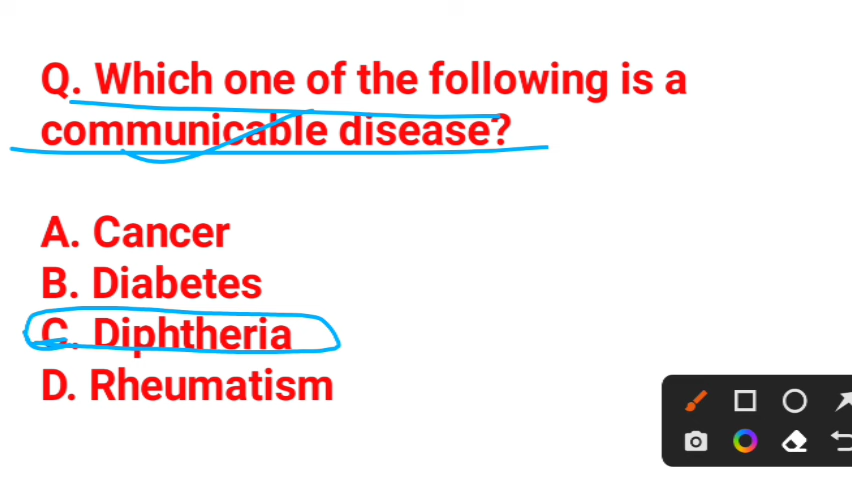 Q. Which one of the following is a
communicable disease?
A. Cancer
B. Diabetes
C. Diphtheria
D. Rheumatism